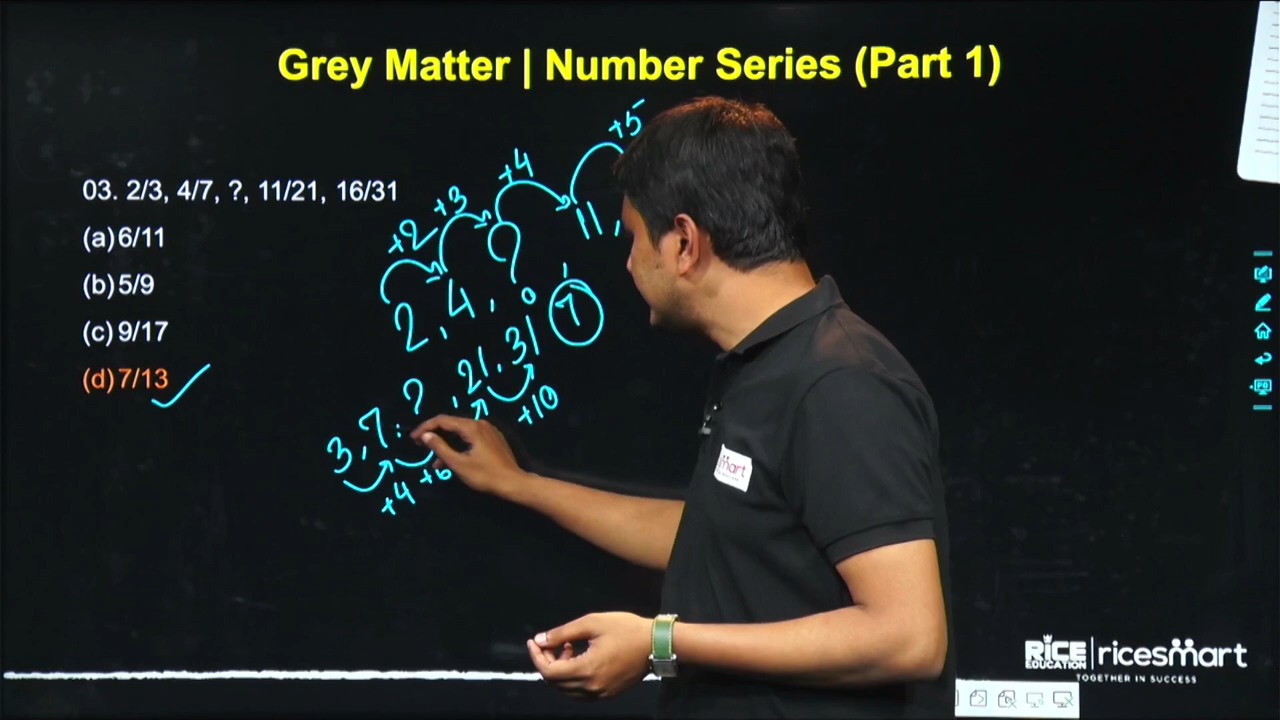 Grey Matter | Number Series (Part 1)
03. 2/3, 4/7, ?, 11/21, 16/31
(a) 6/11
(b) 5/9
(c) 9/17
(d) 7/13
+2 +3 +4 +5
2, 4, ? 11,
7
3, 7, ?, 21, 31
+4 +6 +10
mart
RICE EDUCATION | ricesmart
TOGETHER IN SUCCESS